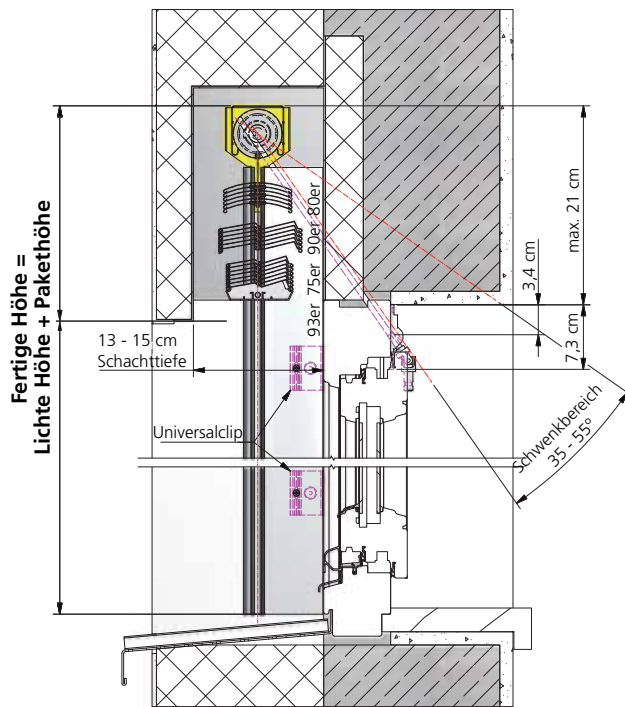 Fertige Höhe =
Lichte Höhe + Pakethöhe
13 - 15 cm
Schachttiefe
Universalclip
93er 75er 90er 80er
max. 21 cm
3,4 cm
7,3 cm
Schwenkbereich
35 - 55°